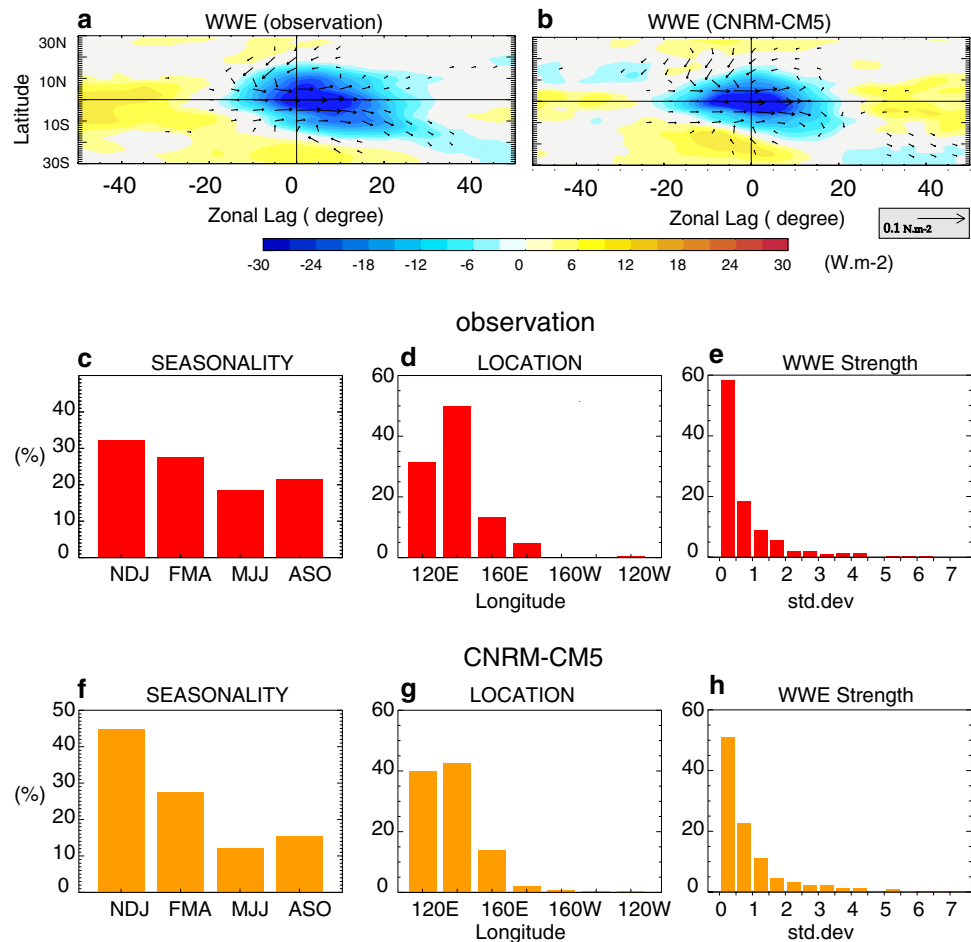 a WWE (observation)
b WWE (CNRM-CM5)
Latitude
30N
10N
10S
30S
-40 -20 0 20 40
-40 -20 0 20 40
Zonal Lag ( degree)
Zonal Lag ( degree)
0.1 N.m-2
-30 -24 -18 -12 -6 0 6 12 18 24 30 (W.m-2)
observation
c SEASONALITY
d LOCATION
e WWE Strength
(%)
40
30
20
10
0
NDJ FMA MJJ ASO
60
40
20
0
120E 160E 160W 120W
Longitude
60
40
20
0
0 1 2 3 4 5 6 7
std.dev
CNRM-CM5
f SEASONALITY
g LOCATION
h WWE Strength
(%)
50
40
30
20
10
0
NDJ FMA MJJ ASO
60
40
20
0
120E 160E 160W 120W
Longitude
60
40
20
0
0 1 2 3 4 5 6 7
std.dev